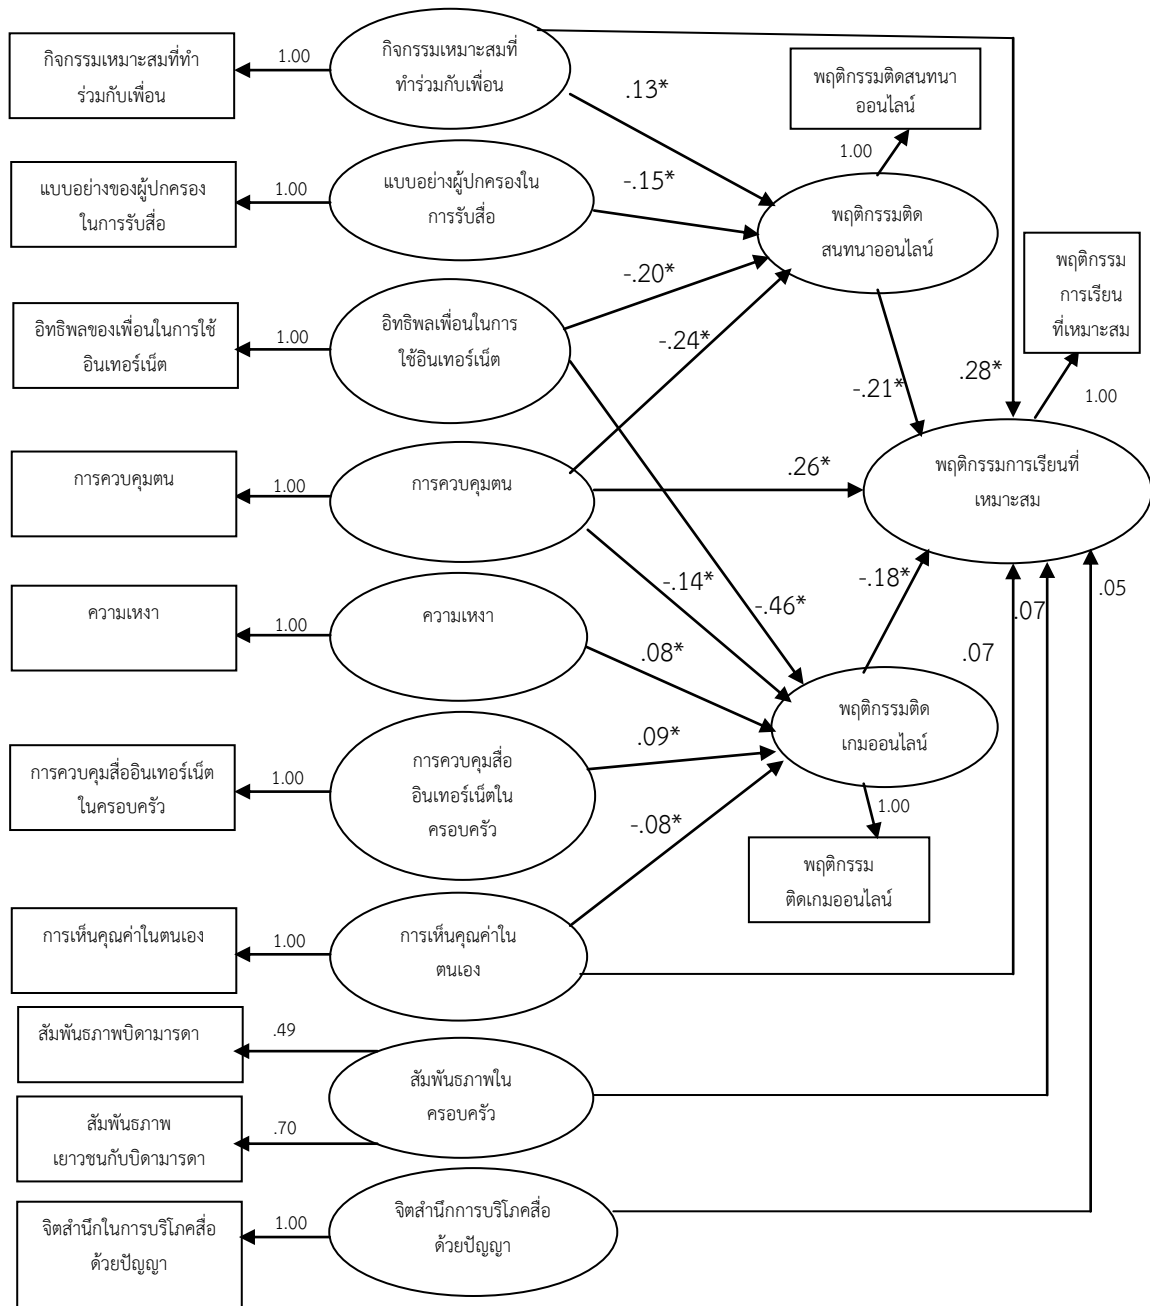 กิจกรรมเหมาะสมที่ทำ
ร่วมกับเพื่อน
1.00
กิจกรรมเหมาะสมที่
ทำร่วมกับเพื่อน
.13*
พฤติกรรมติดสนทนา
ออนไลน์
1.00
แบบอย่างของผู้ปกครอง
ในการรับสื่อ
1.00
แบบอย่างผู้ปกครองใน
การรับสื่อ
-.15*
พฤติกรรมติด
สนทนาออนไลน์
พฤติกรรม
การเรียน
ที่เหมาะสม
1.00
อิทธิพลของเพื่อนในการใช้
อินเทอร์เน็ต
1.00
อิทธิพลเพื่อนในการ
ใช้อินเทอร์เน็ต
-.20*
-.24*
-.21*
.28*
การควบคุมตน
1.00
การควบคุมตน
.26*
พฤติกรรมการเรียนที่
เหมาะสม
-.14*
-.46*
-.18*
.07
.07
.05
ความเหงา
1.00
ความเหงา
.08*
พฤติกรรมติด
เกมออนไลน์
1.00
การควบคุมสื่ออินเทอร์เน็ต
ในครอบครัว
1.00
การควบคุมสื่อ
อินเทอร์เน็ตใน
ครอบครัว
.09*
-.08*
พฤติกรรม
ติดเกมออนไลน์
การเห็นคุณค่าในตนเอง
1.00
การเห็นคุณค่าใน
ตนเอง
สัมพันธภาพบิดามารดา
.49
สัมพันธภาพใน
ครอบครัว
สัมพันธภาพ
เยาวชนกับบิดามารดา
.70
จิตสำนึกในการบริโภคสื่อ
ด้วยปัญญา
1.00
จิตสำนึกการบริโภคสื่อ
ด้วยปัญญา